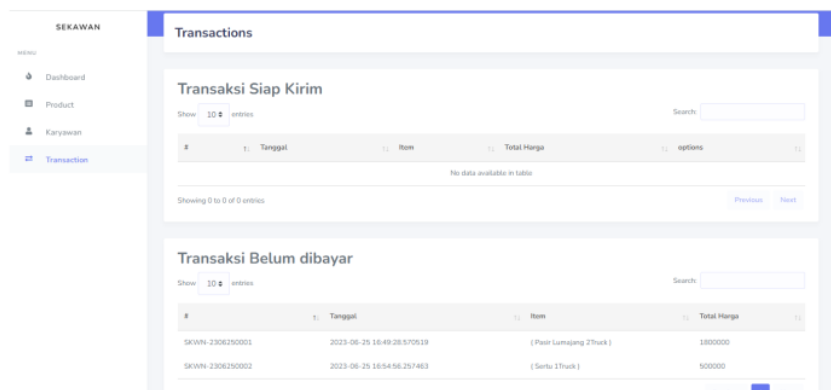 SEKAWAN
Transactions
MENU
Dashboard
Product
Karyawan
Transaction
Transaksi Siap Kirim
Show 10 entries Search:
# Tanggal Item Total Harga options
No data available in table
Showing 0 to 0 of 0 entries Previous Next
Transaksi Belum dibayar
Show 10 entries Search:
# Tanggal Item Total Harga
SKWN-2306250001 2023-06-25 16:49:28.570519 ( Pasir Lumajang 2Truck ) 1800000
SKWN-2306250002 2023-06-25 16:54:56.257463 ( Sertu 1Truck ) 500000